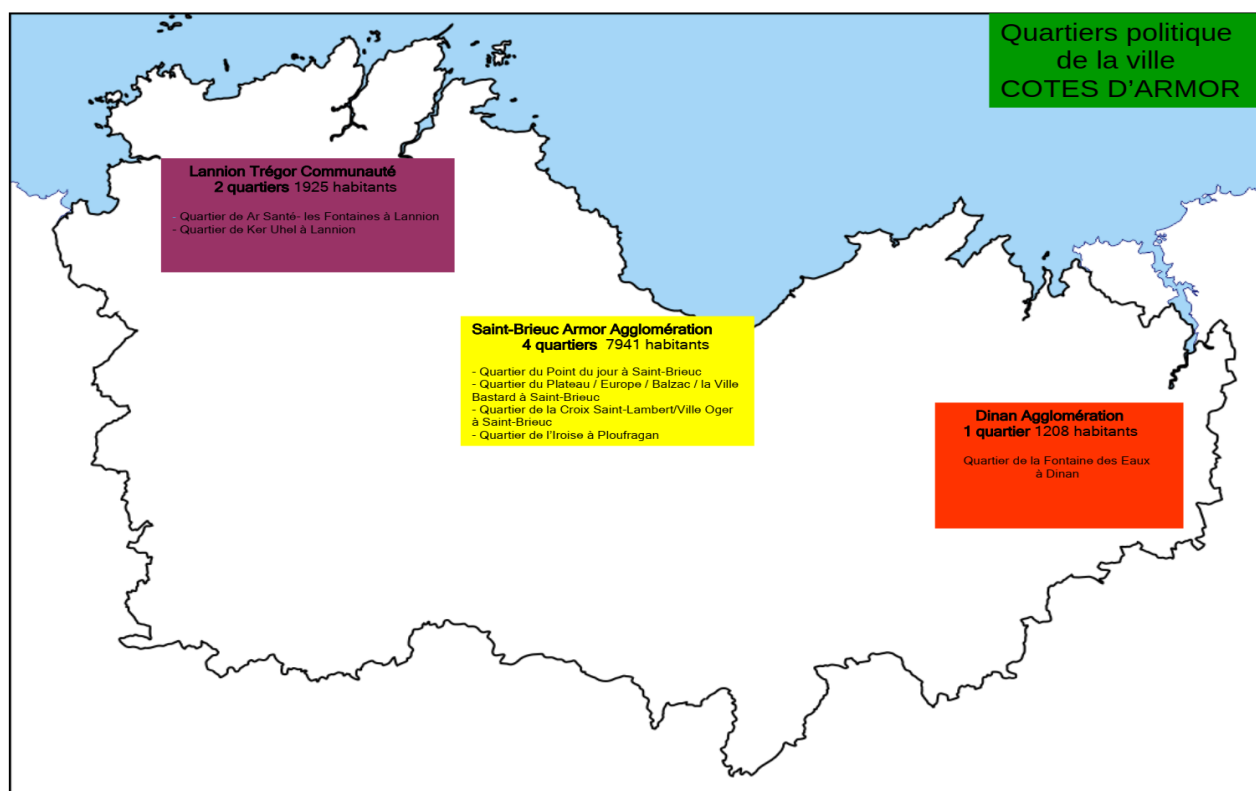 Quartiers politique
de la ville
COTES D'ARMOR
Lannion Trégor Communauté
2 quartiers 1925 habitants
- Quartier de Ar Santé- les Fontaines à Lannion
- Quartier de Ker Uhel à Lannion
Saint-Brieuc Armor Agglomération
4 quartiers 7941 habitants
- Quartier du Point du jour à Saint-Brieuc
- Quartier du Plateau / Europe / Balzac / la Ville
Bastard à Saint-Brieuc
- Quartier de la Croix Saint-Lambert/Ville Oger
à Saint-Brieuc
- Quartier de l'Iroise à Ploufragan
Dinan Agglomération
1 quartier 1208 habitants
Quartier de la Fontaine des Eaux
à Dinan